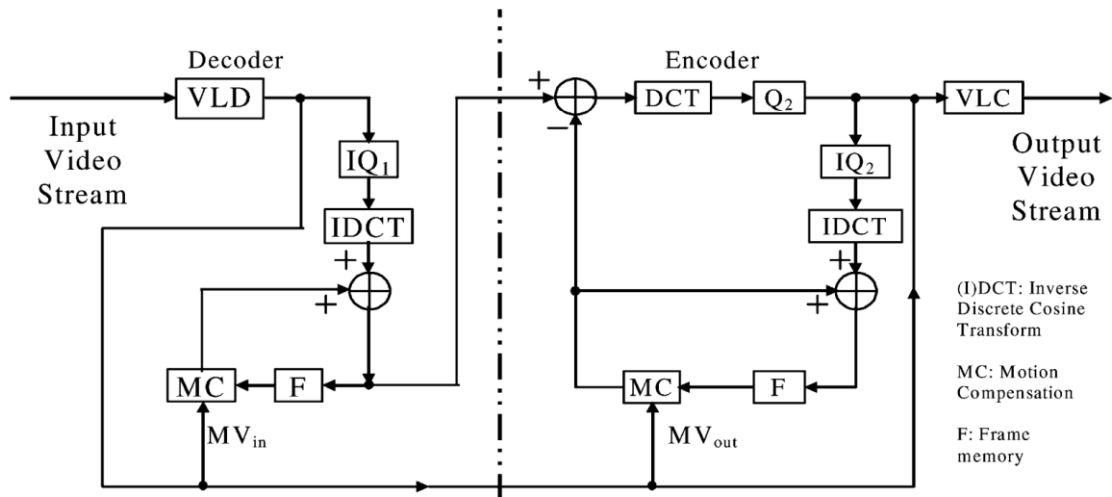 Decoder
Encoder
VLD
+
−
DCT
Q2
VLC
Input
Video
Stream
IQ1
IDCT
+
+
MC
F
MVin
IQ2
IDCT
+
+
MC
F
MVout
Output
Video
Stream
(I)DCT: Inverse
Discrete Cosine
Transform
MC: Motion
Compensation
F: Frame
memory